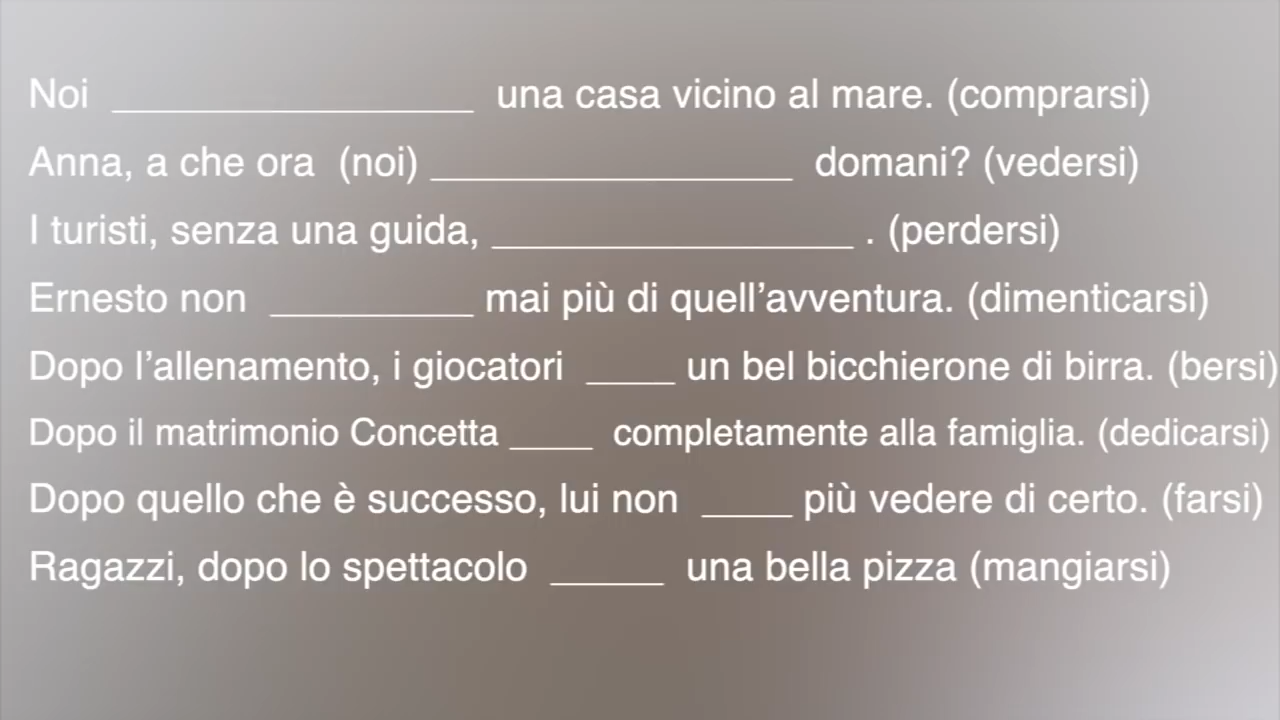 Noi _________________ una casa vicino al mare. (comprarsi)
Anna, a che ora (noi) _________________ domani? (vedersi)
I turisti, senza una guida, _________________ . (perdersi)
Ernesto non _________ mai più di quell’avventura. (dimenticarsi)
Dopo l’allenamento, i giocatori ____ un bel bicchierone di birra. (bersi)
Dopo il matrimonio Concetta ____ completamente alla famiglia. (dedicarsi)
Dopo quello che è successo, lui non ____ più vedere di certo. (farsi)
Ragazzi, dopo lo spettacolo _____ una bella pizza (mangiarsi)